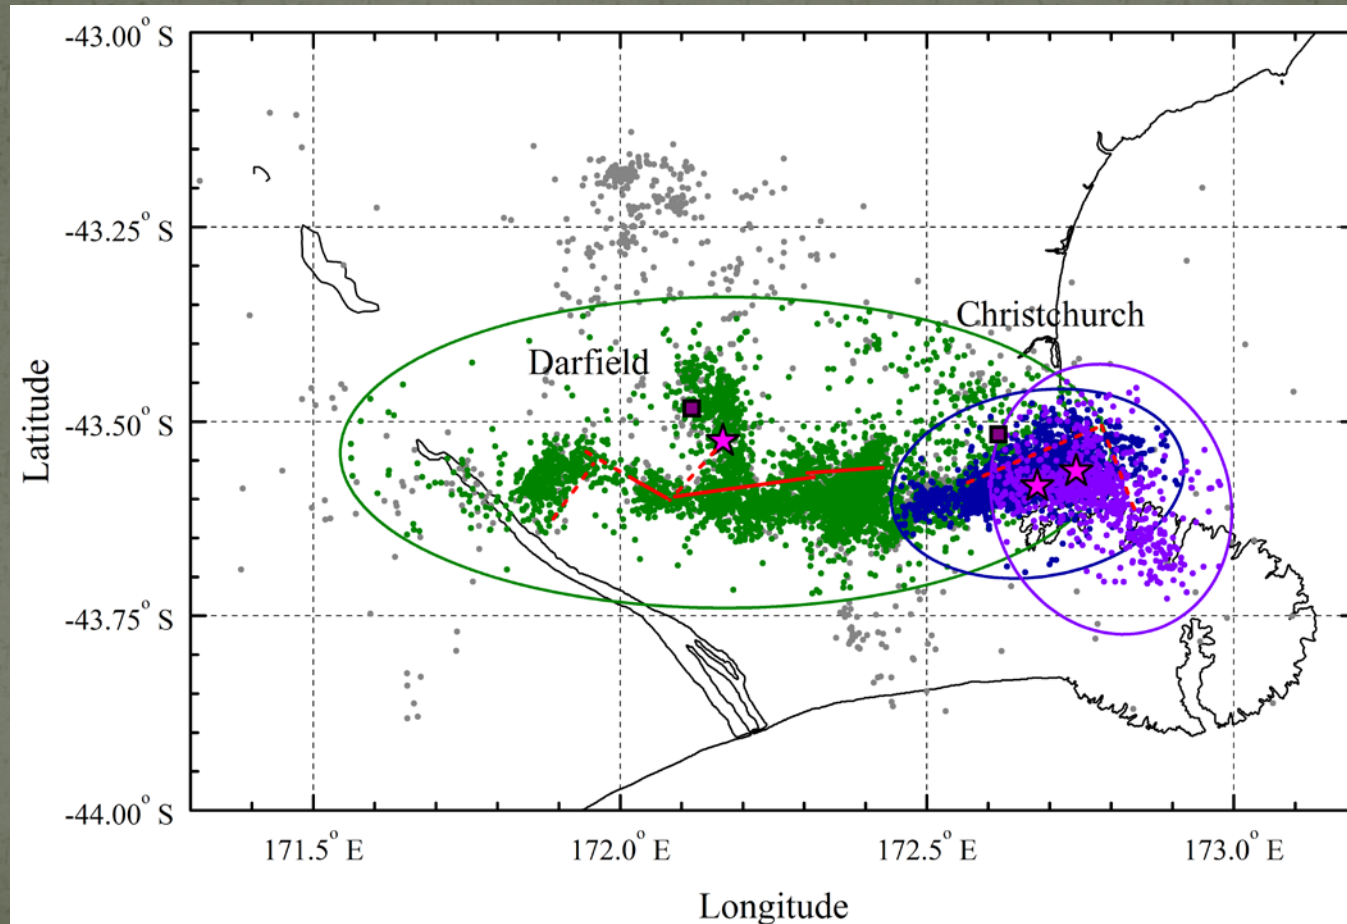 -43.00° S
-43.25° S
-43.50° S
-43.75° S
-44.00° S
Latitude
Christchurch
Darfield
171.5° E
172.0° E
172.5° E
173.0° E
Longitude